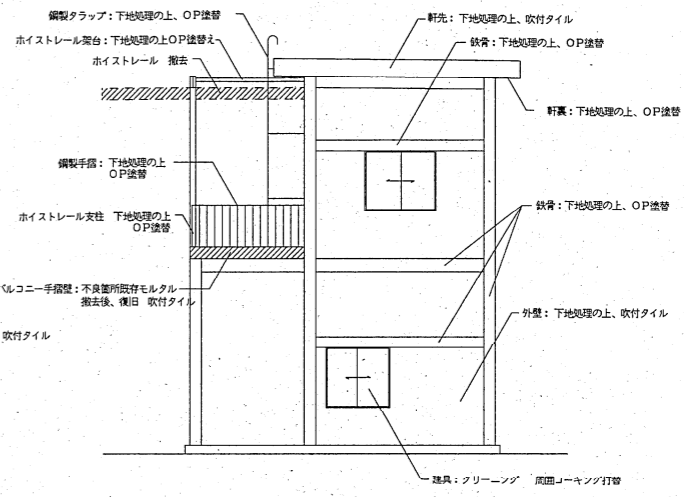 鋼製タラップ：下地処理の上、ＯＰ塗替
ホイストレール架台：下地処理の上ＯＰ塗替え
ホイストレール　撤去
鋼製手摺：下地処理の上
ＯＰ塗替
ホイストレール支柱　下地処理の上
ＯＰ塗替
バルコニー手摺壁：不良箇所既存モルタル
撤去後、復旧　吹付タイル
吹付タイル
軒先：下地処理の上、吹付タイル
鉄骨：下地処理の上、ＯＰ塗替
軒裏：下地処理の上、ＯＰ塗替
鉄骨：下地処理の上、ＯＰ塗替
外壁：下地処理の上、吹付タイル
建具：クリーニング　周囲コーキング打替